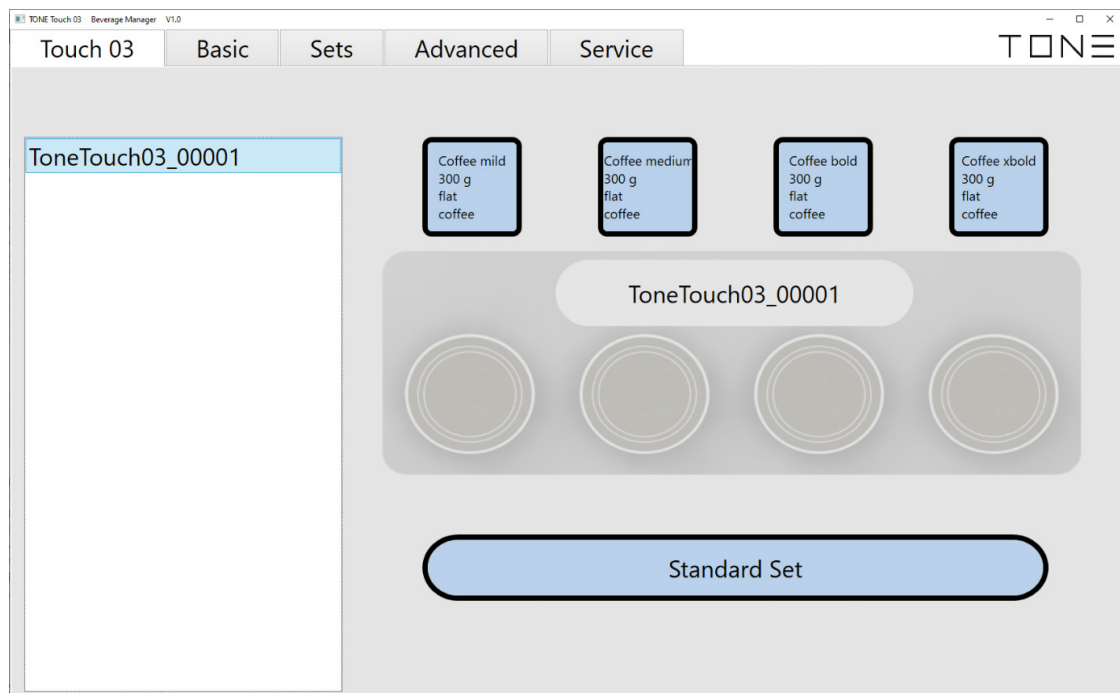 TONE Touch 03 Beverage Manager V1.0
Touch 03 Basic Sets Advanced Service
TONE
ToneTouch03_00001
Coffee mild
300 g
flat
coffee
Coffee medium
300 g
flat
coffee
Coffee bold
300 g
flat
coffee
Coffee xbold
300 g
flat
coffee
ToneTouch03_00001
Standard Set